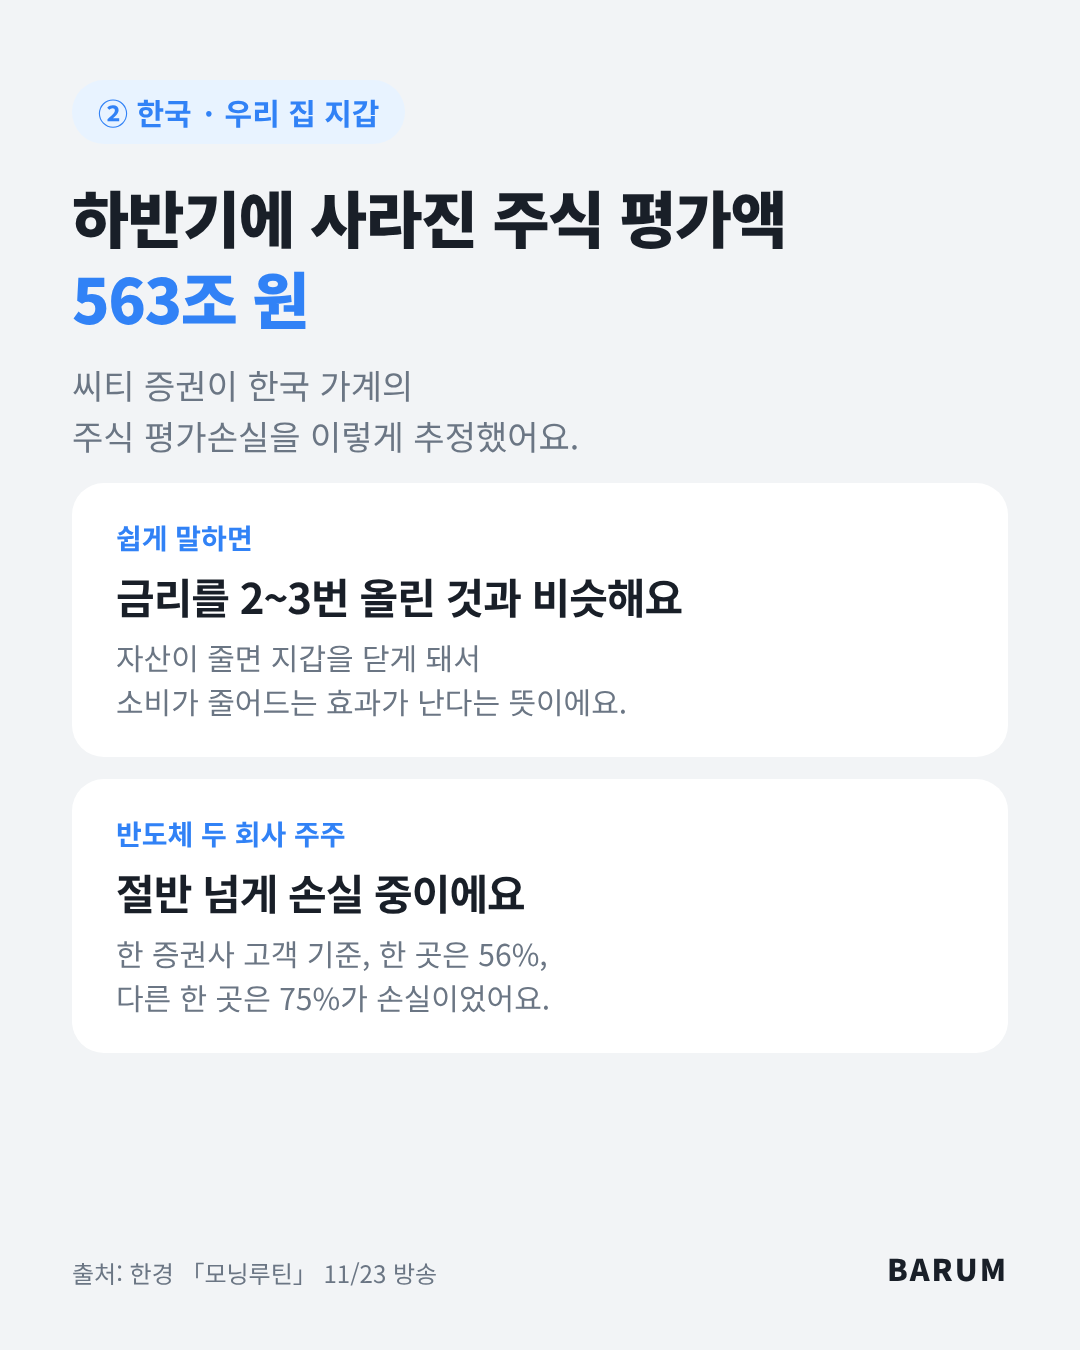 ② 한국 · 우리 집 지갑
하반기에 사라진 주식 평가액
563조 원
씨티 증권이 한국 가계의
주식 평가손실을 이렇게 추정했어요.
쉽게 말하면
금리를 2~3번 올린 것과 비슷해요
자산이 줄면 지갑을 닫게 돼서
소비가 줄어드는 효과가 난다는 뜻이에요.
반도체 두 회사 주주
절반 넘게 손실 중이에요
한 증권사 고객 기준, 한 곳은 56%,
다른 한 곳은 75%가 손실이었어요.
출처: 한경 「모닝루틴」 11/23 방송
BARUM